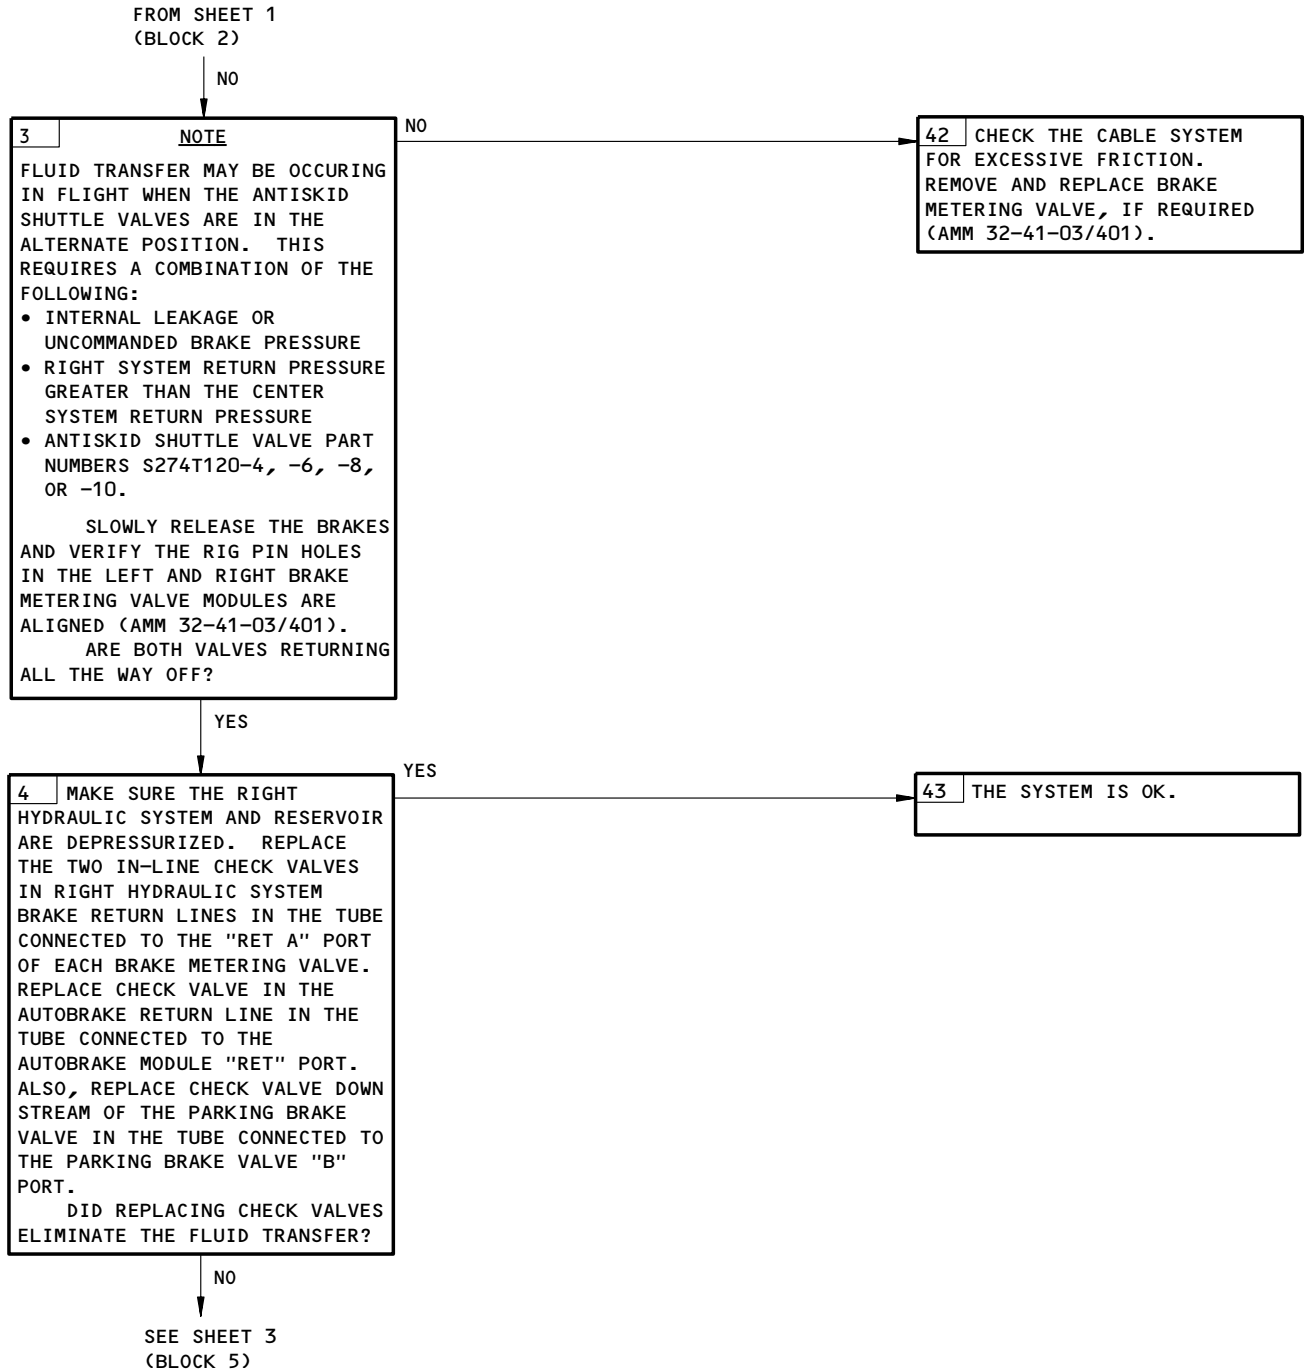 FROM SHEET 1
(BLOCK 2)
NO
3 NOTE
FLUID TRANSFER MAY BE OCCURING
IN FLIGHT WHEN THE ANTISKID
SHUTTLE VALVES ARE IN THE
ALTERNATE POSITION. THIS
REQUIRES A COMBINATION OF THE
FOLLOWING:
• INTERNAL LEAKAGE OR
UNCOMMANDED BRAKE PRESSURE
• RIGHT SYSTEM RETURN PRESSURE
GREATER THAN THE CENTER
SYSTEM RETURN PRESSURE
• ANTISKID SHUTTLE VALVE PART
NUMBERS S274T120-4, -6, -8,
OR -10.
SLOWLY RELEASE THE BRAKES
AND VERIFY THE RIG PIN HOLES
IN THE LEFT AND RIGHT BRAKE
METERING VALVE MODULES ARE
ALIGNED (AMM 32-41-03/401).
ARE BOTH VALVES RETURNING
ALL THE WAY OFF?
NO
42 CHECK THE CABLE SYSTEM
FOR EXCESSIVE FRICTION.
REMOVE AND REPLACE BRAKE
METERING VALVE, IF REQUIRED
(AMM 32-41-03/401).
YES
4 MAKE SURE THE RIGHT
HYDRAULIC SYSTEM AND RESERVOIR
ARE DEPRESSURIZED. REPLACE
THE TWO IN-LINE CHECK VALVES
IN RIGHT HYDRAULIC SYSTEM
BRAKE RETURN LINES IN THE TUBE
CONNECTED TO THE "RET A" PORT
OF EACH BRAKE METERING VALVE.
REPLACE CHECK VALVE IN THE
AUTOBRAKE RETURN LINE IN THE
TUBE CONNECTED TO THE
AUTOBRAKE MODULE "RET" PORT.
ALSO, REPLACE CHECK VALVE DOWN
STREAM OF THE PARKING BRAKE
VALVE IN THE TUBE CONNECTED TO
THE PARKING BRAKE VALVE "B"
PORT.
DID REPLACING CHECK VALVES
ELIMINATE THE FLUID TRANSFER?
YES
43 THE SYSTEM IS OK.
NO
SEE SHEET 3
(BLOCK 5)